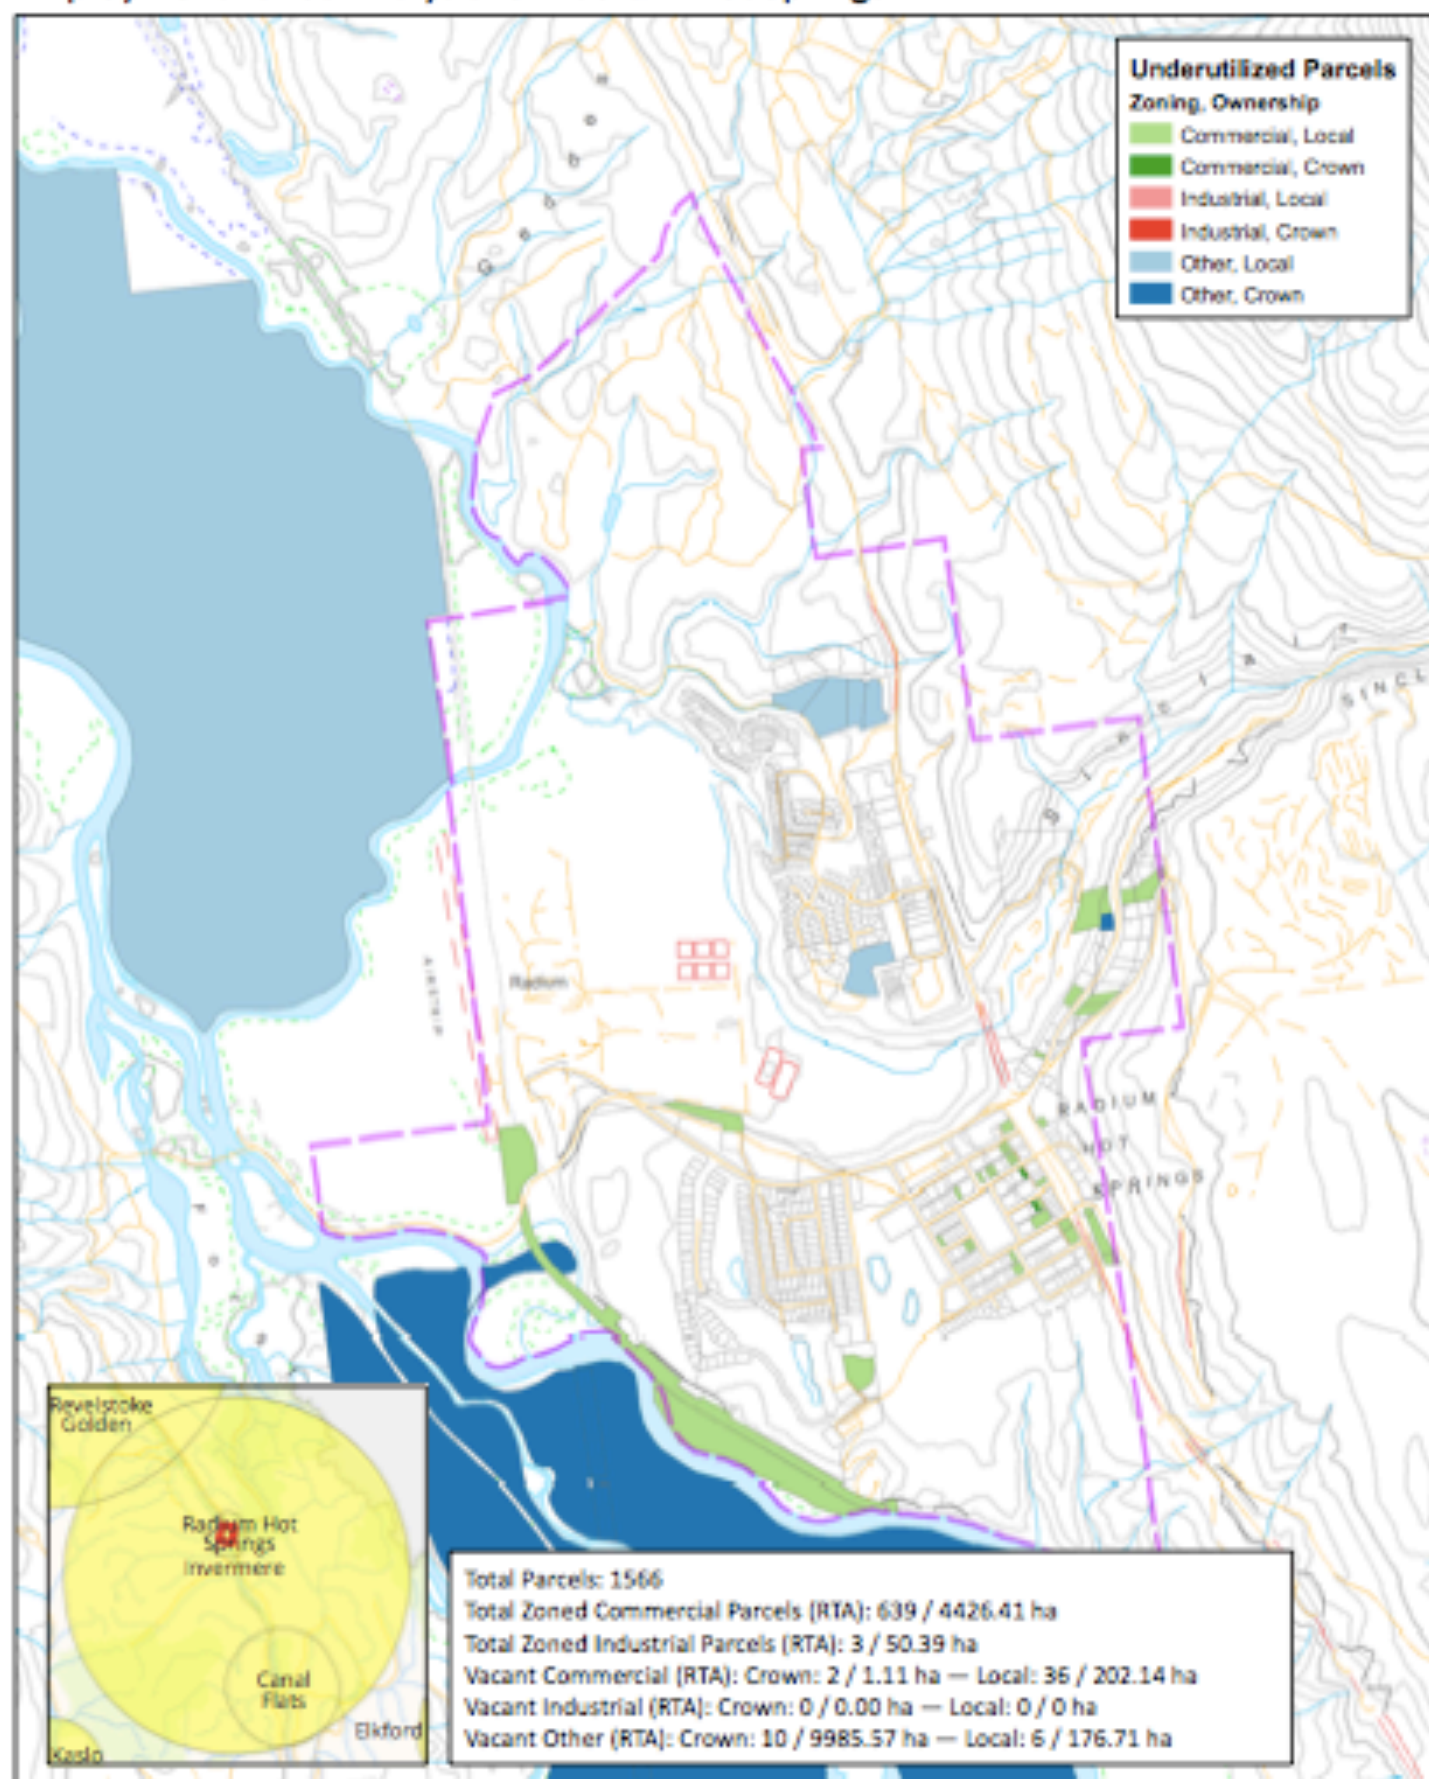 Underutilized Parcels
Zoning, Ownership
Commercial, Local
Commercial, Crown
Industrial, Local
Industrial, Crown
Other, Local
Other, Crown
SINCL
AIRSTRIP
Radium
RADIUM
HOT
SPRINGS
Revelstoke
Golden
Radium Hot
Springs
Invermere
Canal
Flats
Elkford
Kaslo
Total Parcels: 1566
Total Zoned Commercial Parcels (RTA): 639 / 4426.41 ha
Total Zoned Industrial Parcels (RTA): 3 / 50.39 ha
Vacant Commercial (RTA): Crown: 2 / 1.11 ha — Local: 36 / 202.14 ha
Vacant Industrial (RTA): Crown: 0 / 0.00 ha — Local: 0 / 0 ha
Vacant Other (RTA): Crown: 10 / 9985.57 ha — Local: 6 / 176.71 ha